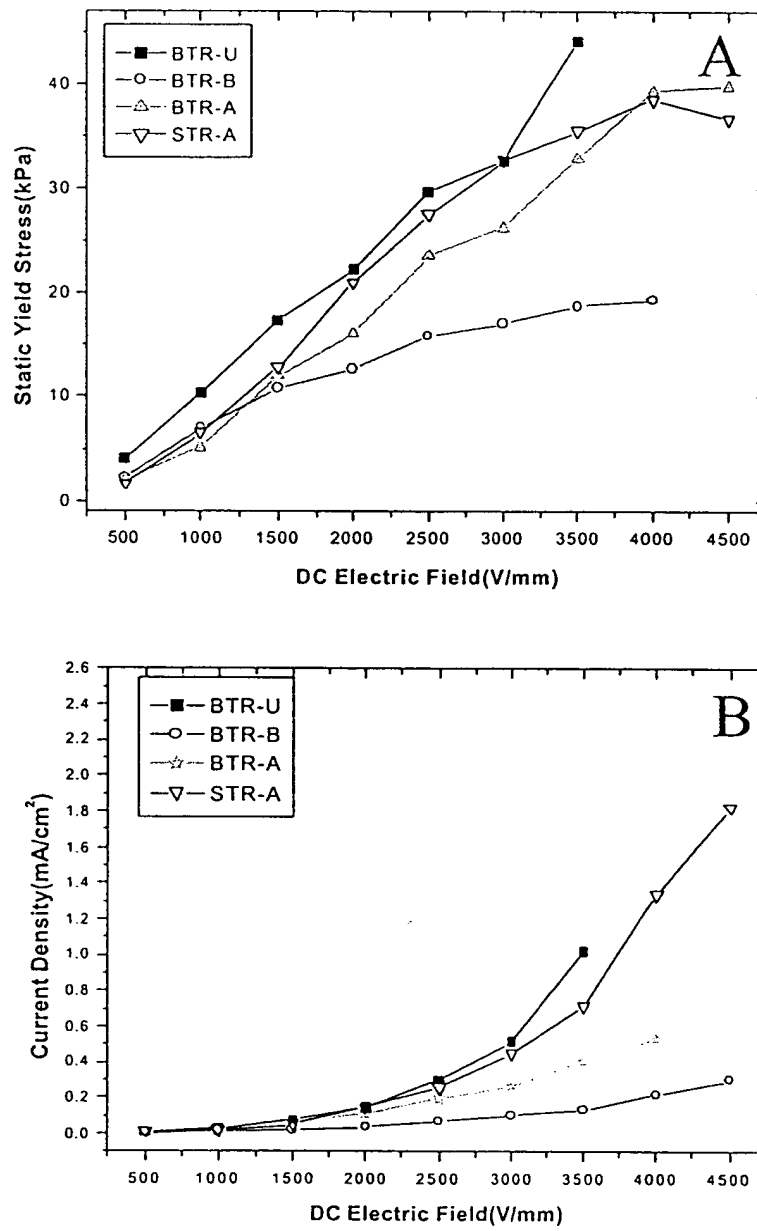 A
BTR-U
BTR-B
BTR-A
STR-A
40
30
20
10
0
Static Yield Stress(kPa)
500 1000 1500 2000 2500 3000 3500 4000 4500
DC Electric Field(V/mm)
B
BTR-U
BTR-B
BTR-A
STR-A
2.6
2.4
2.2
2.0
1.8
1.6
1.4
1.2
1.0
0.8
0.6
0.4
0.2
0.0
Current Density(mA/cm²)
500 1000 1500 2000 2500 3000 3500 4000 4500
DC Electric Field(V/mm)